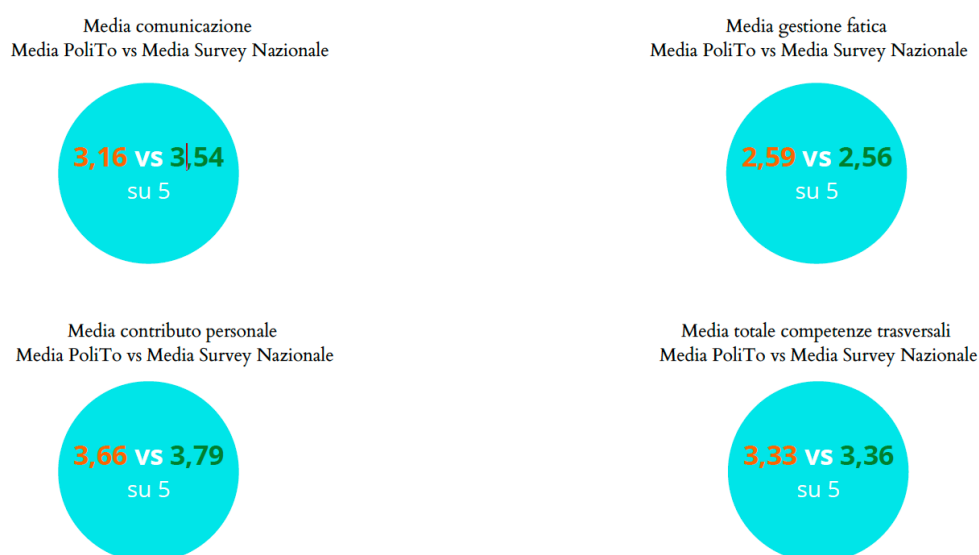 Media comunicazione
Media PoliTo vs Media Survey Nazionale
3,16 vs 3,54
su 5
Media gestione fatica
Media PoliTo vs Media Survey Nazionale
2,59 vs 2,56
su 5
Media contributo personale
Media PoliTo vs Media Survey Nazionale
3,66 vs 3,79
su 5
Media totale competenze trasversali
Media PoliTo vs Media Survey Nazionale
3,33 vs 3,36
su 5